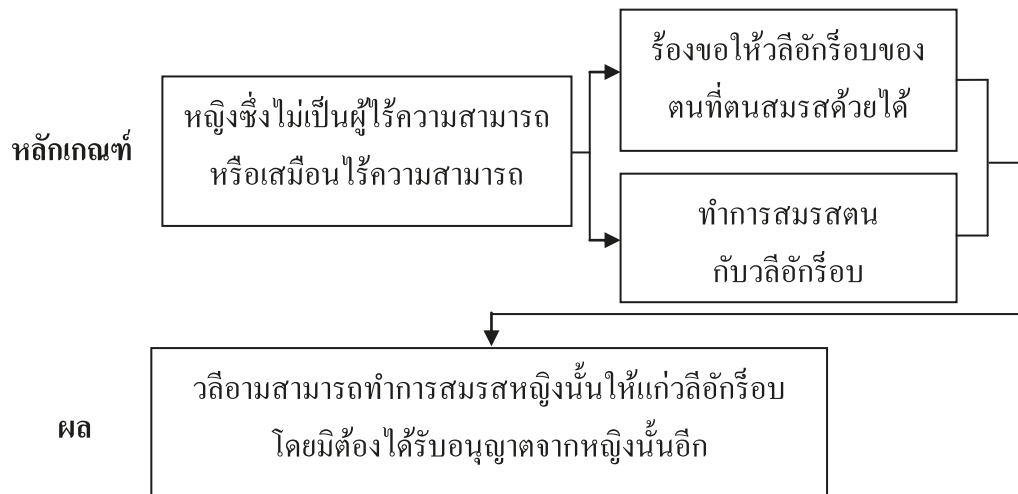 หลักเกณฑ์
หญิงซึ่งไม่เป็นผู้ไร้ความสามารถ
หรือเสมือนไร้ความสามารถ
ร้องขอให้วลีอักร็อบของ
ตนที่ตนสมรสด้วยได้
ทำการสมรสตน
กับวลีอักร็อบ
ผล
วลีอามสามารถทำการสมรสหญิงนั้นให้แก่วลีอักร็อบ
โดยมิต้องได้รับอนุญาตจากหญิงนั้นอีก